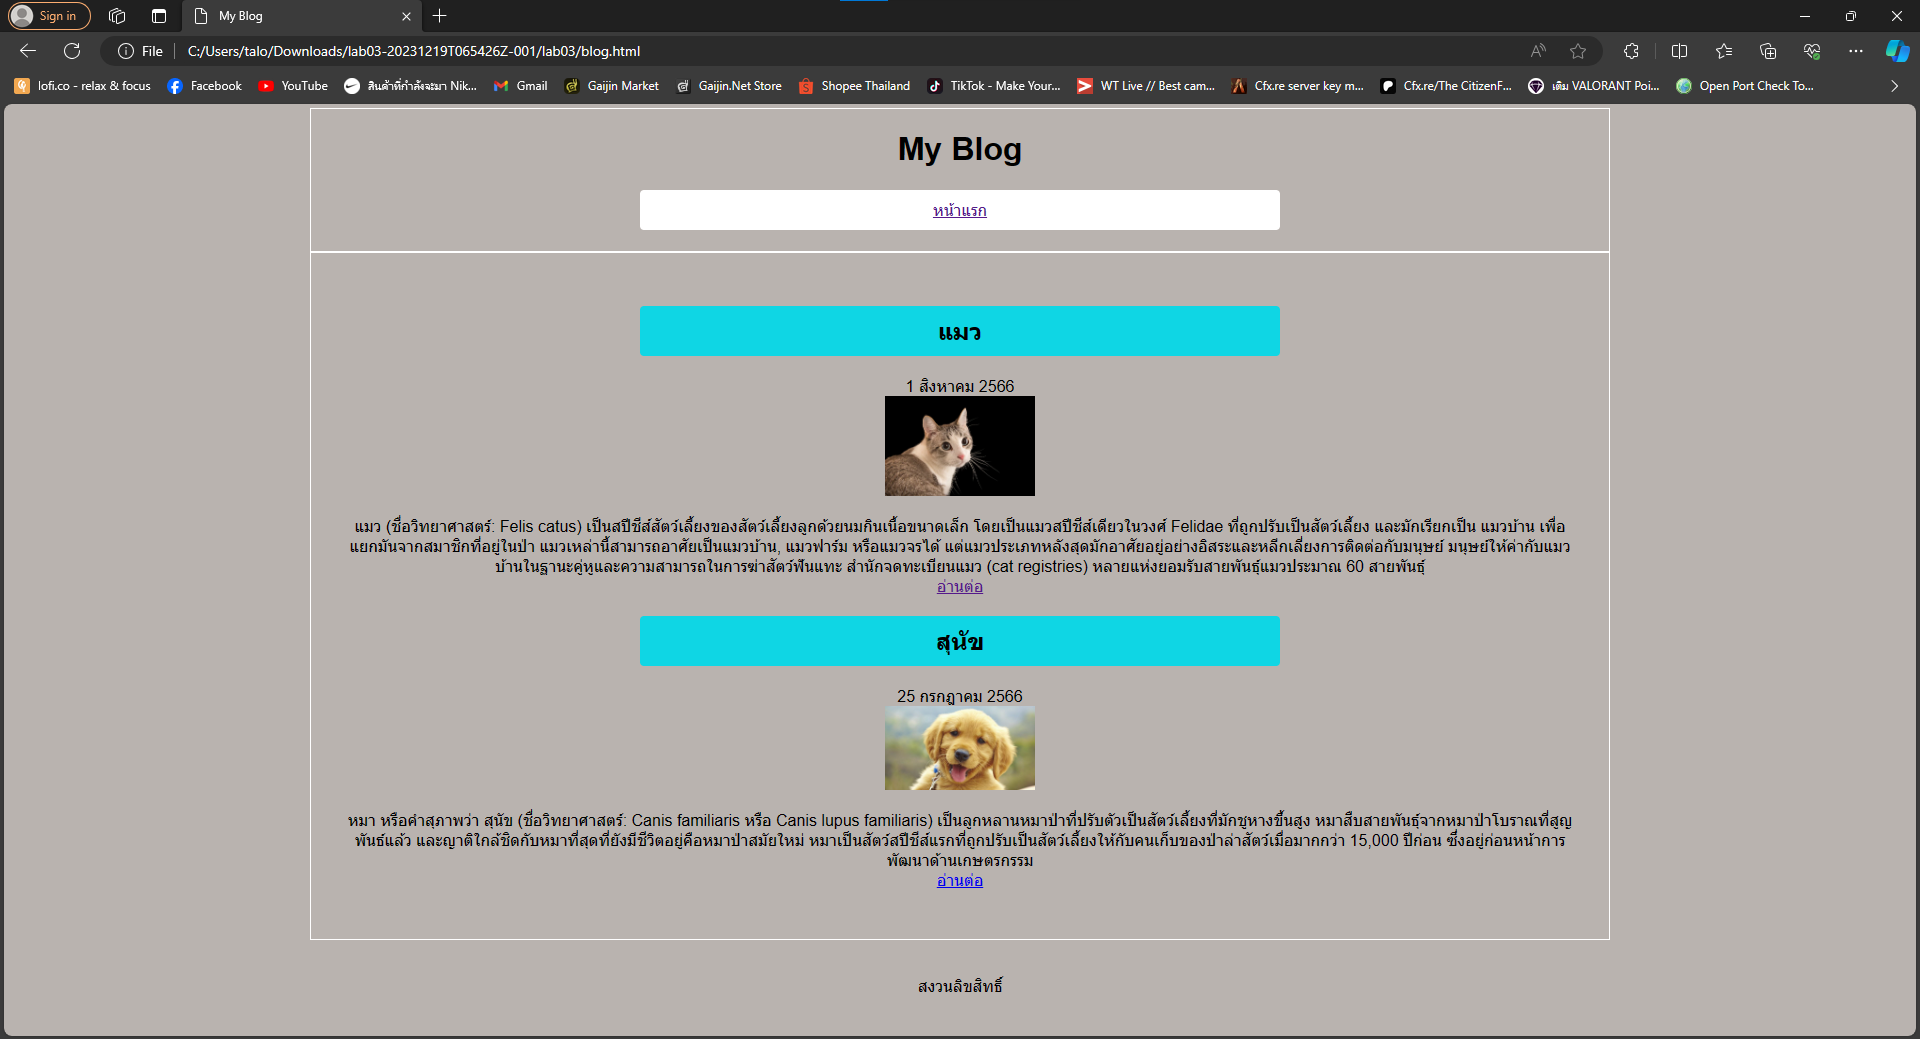 Sign in
My Blog
File
C:/Users/talo/Downloads/lab03-20231219T065426Z-001/lab03/blog.html
lofi.co - relax & focus
Facebook
YouTube
สินค้าที่กำลังจะมา Nik...
Gmail
Gaijin Market
Gaijin.Net Store
Shopee Thailand
TikTok - Make Your...
WT Live // Best cam...
Cfx.re server key m...
Cfx.re/The CitizenF...
เติม VALORANT Poi...
Open Port Check To...
My Blog
หน้าแรก
แมว
1 สิงหาคม 2566
แมว (ชื่อวิทยาศาสตร์: Felis catus) เป็นสปีชีส์สัตว์เลี้ยงของสัตว์เลี้ยงลูกด้วยนมกินเนื้อขนาดเล็ก โดยเป็นแมวสปีชีส์เดียวในวงศ์ Felidae ที่ถูกปรับเป็นสัตว์เลี้ยง และมักเรียกเป็น แมวบ้าน เพื่อ
แยกมันจากสมาชิกที่อยู่ในป่า แมวเหล่านี้สามารถอาศัยเป็นแมวบ้าน, แมวฟาร์ม หรือแมวจรได้ แต่แมวประเภทหลังสุดมักอาศัยอยู่อย่างอิสระและหลีกเลี่ยงการติดต่อกับมนุษย์ มนุษย์ให้ค่ากับแมว
บ้านในฐานะคู่หูและความสามารถในการฆ่าสัตว์ฟันแทะ สำนักจดทะเบียนแมว (cat registries) หลายแห่งยอมรับสายพันธุ์แมวประมาณ 60 สายพันธุ์
อ่านต่อ
สุนัข
25 กรกฎาคม 2566
หมา หรือคำสุภาพว่า สุนัข (ชื่อวิทยาศาสตร์: Canis familiaris หรือ Canis lupus familiaris) เป็นลูกหลานหมาป่าที่ปรับตัวเป็นสัตว์เลี้ยงที่มักชูหางขึ้นสูง หมาสืบสายพันธุ์จากหมาป่าโบราณที่สูญ
พันธ์แล้ว และญาติใกล้ชิดกับหมาที่สุดที่ยังมีชีวิตอยู่คือหมาป่าสมัยใหม่ หมาเป็นสัตว์สปีชีส์แรกที่ถูกปรับเป็นสัตว์เลี้ยงให้กับคนเก็บของป่าล่าสัตว์เมื่อมากกว่า 15,000 ปีก่อน ซึ่งอยู่ก่อนหน้าการ
พัฒนาด้านเกษตรกรรม
อ่านต่อ
สงวนลิขสิทธิ์